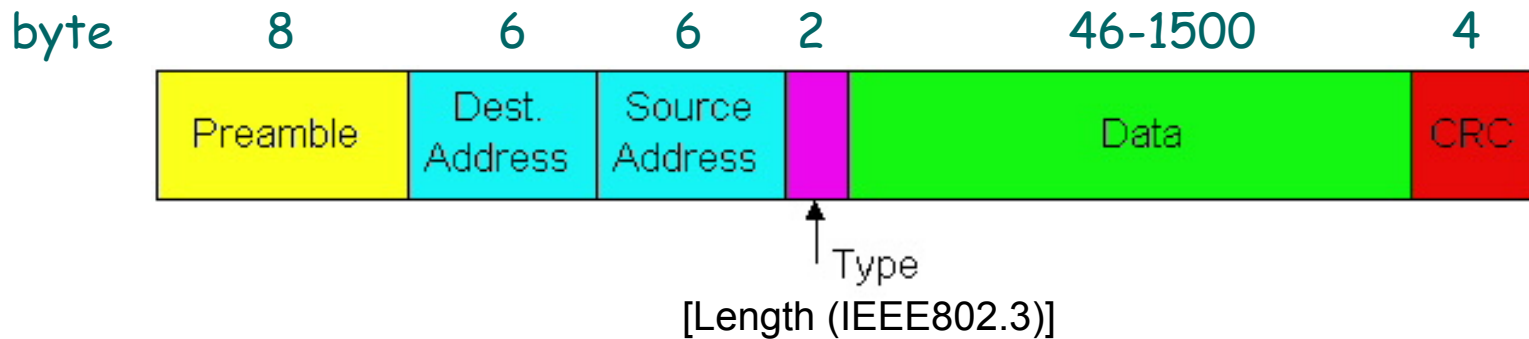 byte 8 6 6 2 46-1500 4
Preamble Dest. Address Source Address Data CRC
Type
[Length (IEEE802.3)]